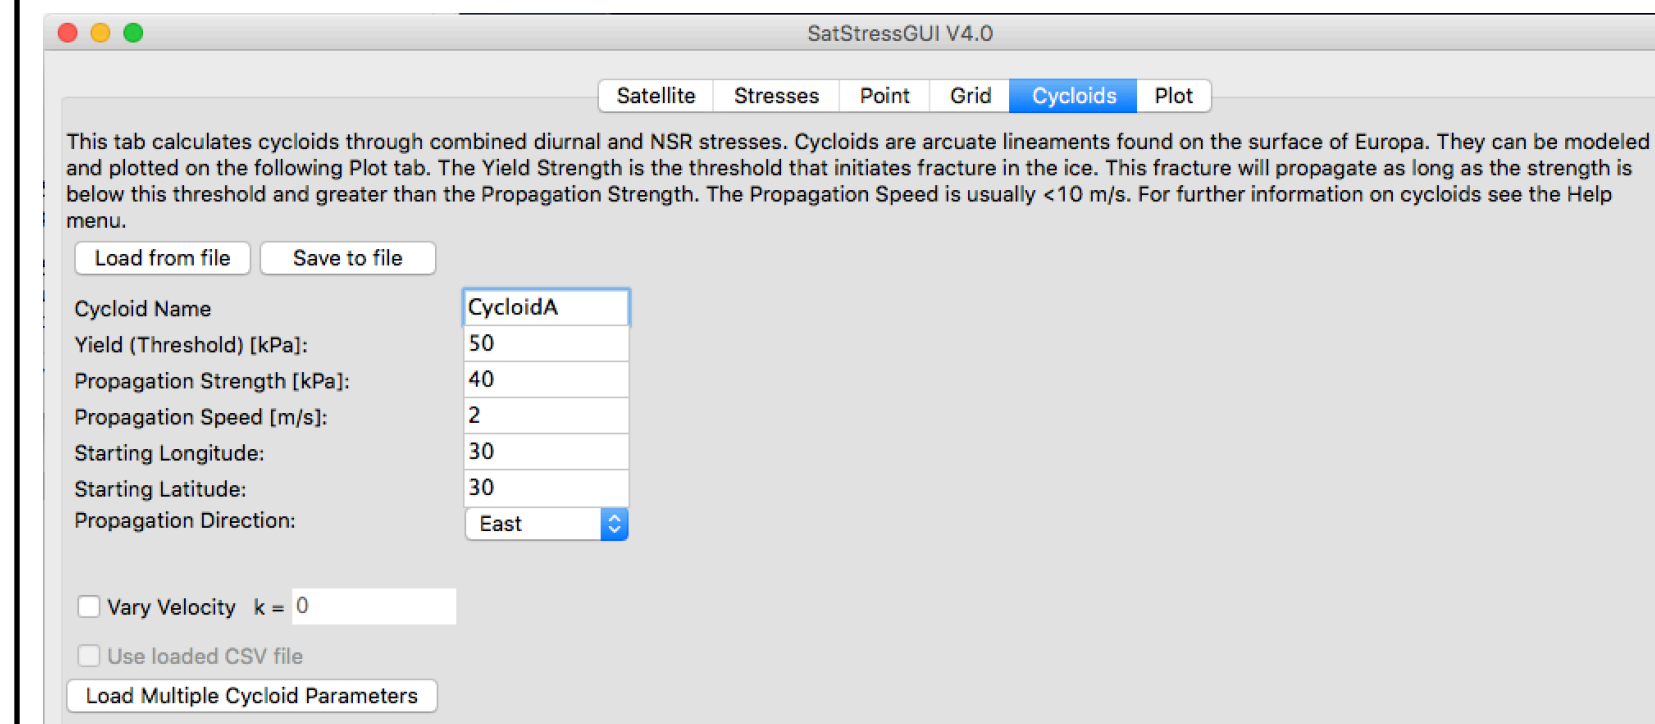 SatStressGUI V4.0
Satellite Stresses Point Grid Cycloids Plot
This tab calculates cycloids through combined diurnal and NSR stresses. Cycloids are arcuate lineaments found on the surface of Europa. They can be modeled
and plotted on the following Plot tab. The Yield Strength is the threshold that initiates fracture in the ice. This fracture will propagate as long as the strength is
below this threshold and greater than the Propagation Strength. The Propagation Speed is usually <10 m/s. For further information on cycloids see the Help
menu.
Load from file Save to file
Cycloid Name CycloidA
Yield (Threshold) [kPa]: 50
Propagation Strength [kPa]: 40
Propagation Speed [m/s]: 2
Starting Longitude: 30
Starting Latitude: 30
Propagation Direction: East
Vary Velocity k = 0
Use loaded CSV file
Load Multiple Cycloid Parameters